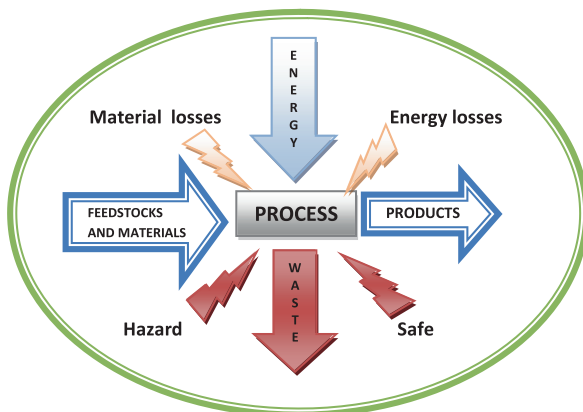 ENERGY
Material losses
Energy losses
FEEDSTOCKS
AND MATERIALS
PROCESS
PRODUCTS
WASTE
Hazard
Safe